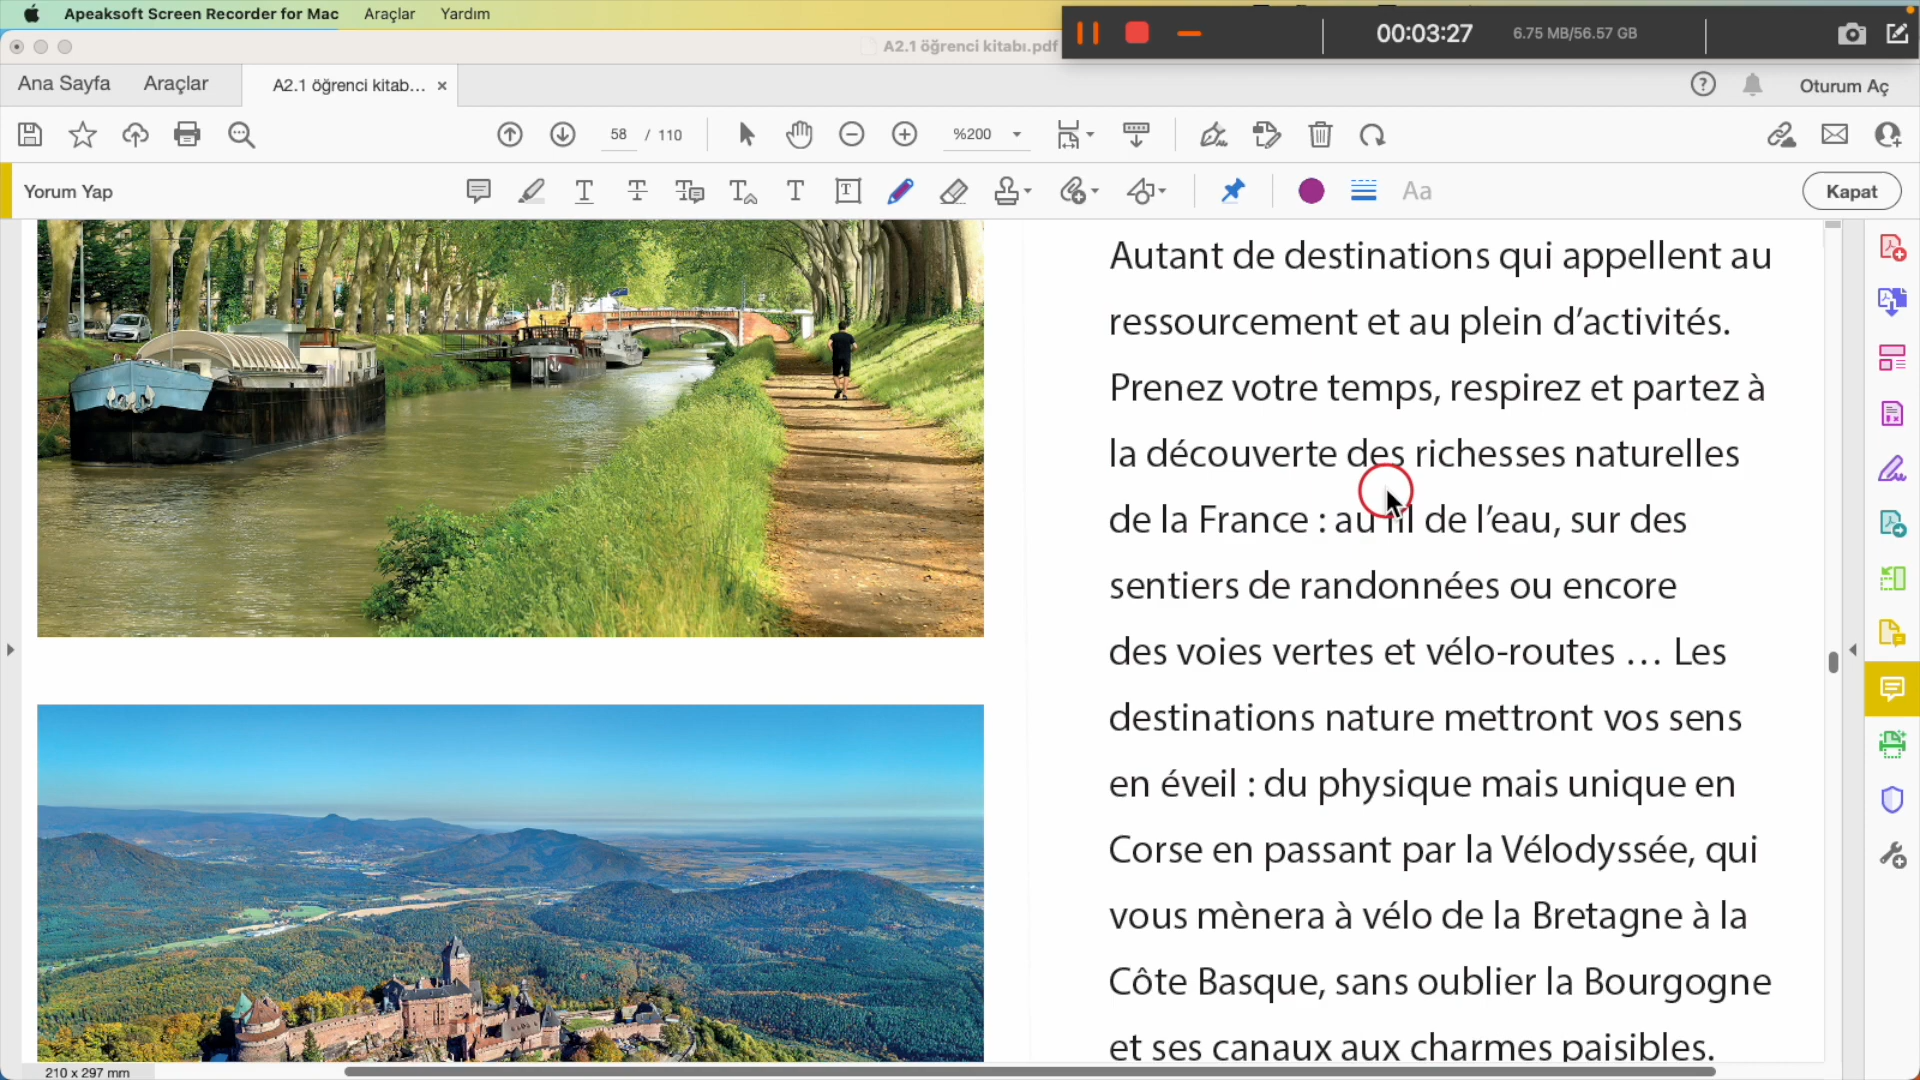 Apeaksoft Screen Recorder for Mac Araçlar Yardım
00:03:27 6.75 MB/56.57 GB
A2.1 öğrenci kitabı.pdf
Ana Sayfa Araçlar A2.1 öğrenci kitab... × Oturum Aç
58 / 110 %200
Yorum Yap Aa Kapat
Autant de destinations qui appellent au
ressourcement et au plein d’activités.
Prenez votre temps, respirez et partez à
la découverte des richesses naturelles
de la France : au fil de l’eau, sur des
sentiers de randonnées ou encore
des voies vertes et vélo-routes … Les
destinations nature mettront vos sens
en éveil : du physique mais unique en
Corse en passant par la Vélodyssée, qui
vous mènera à vélo de la Bretagne à la
Côte Basque, sans oublier la Bourgogne
et ses canaux aux charmes paisibles.
210 x 297 mm